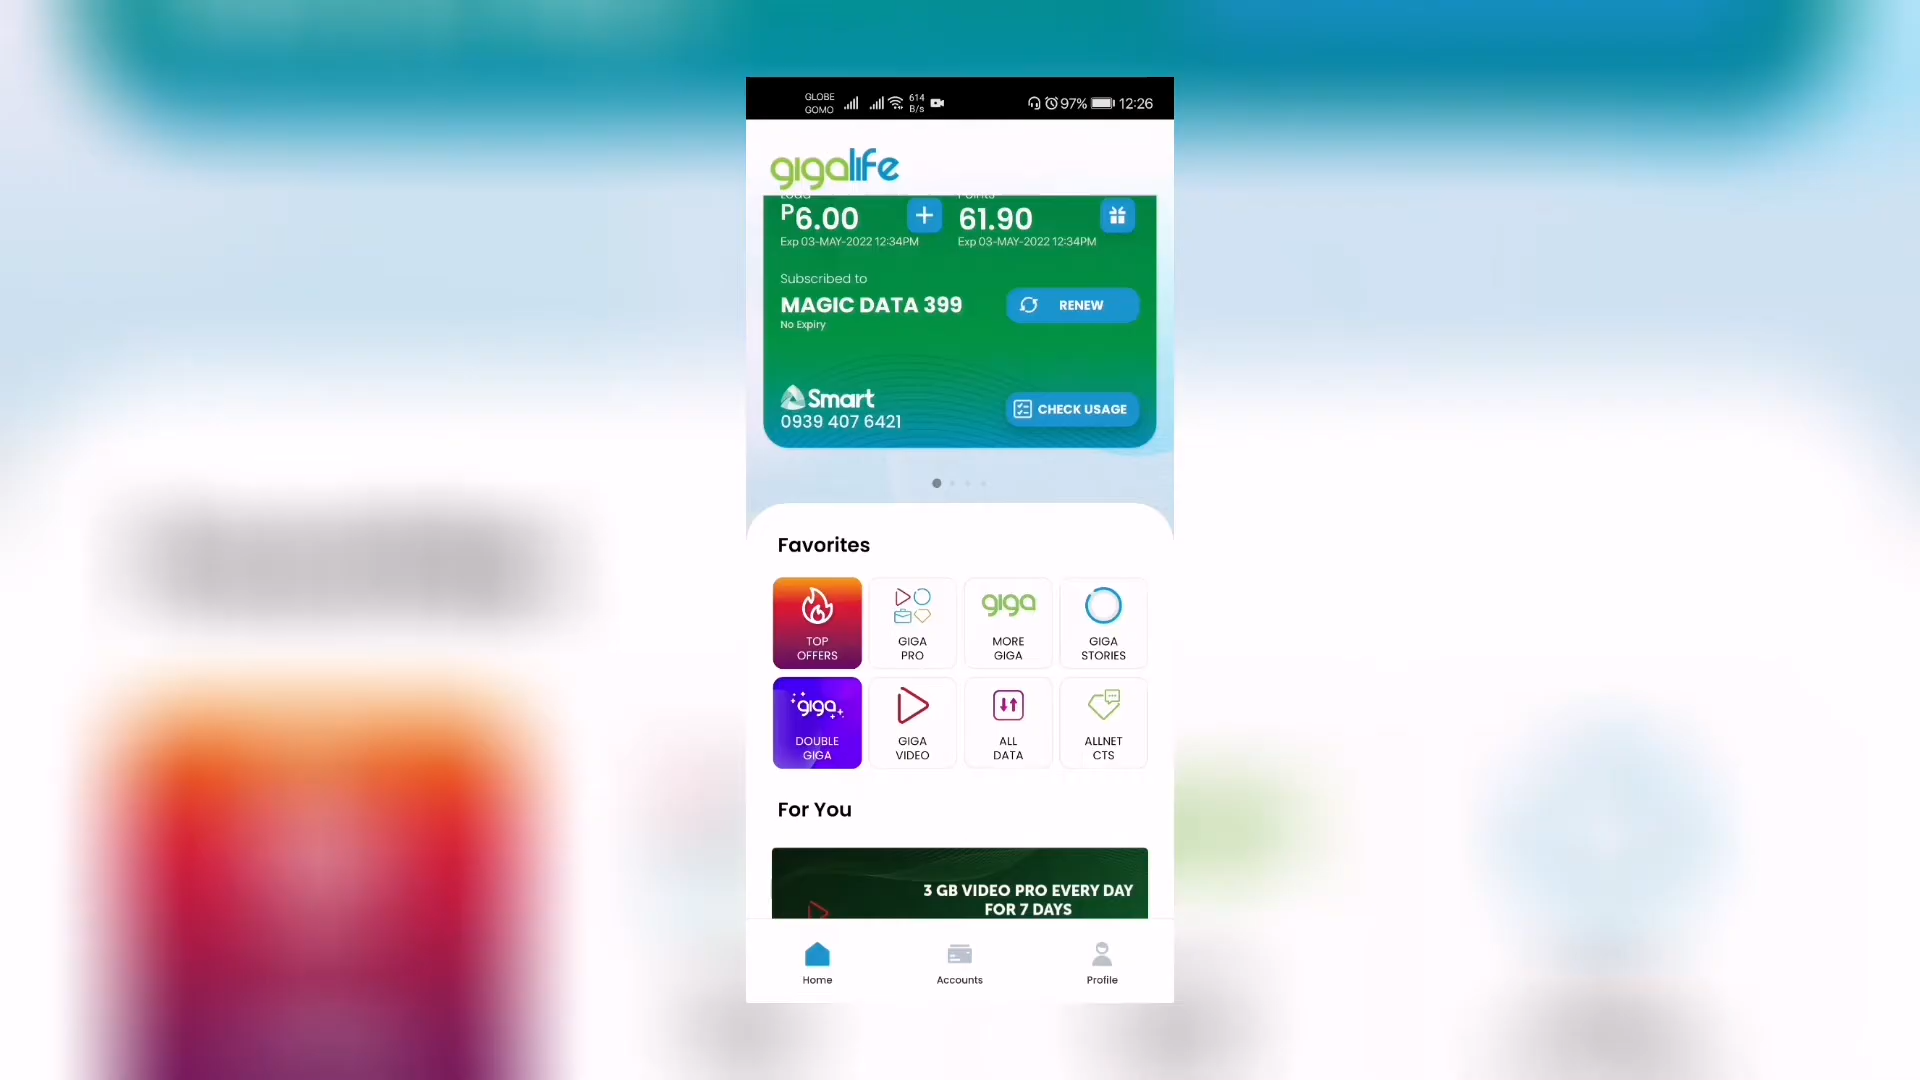 GLOBE
GOMO
614
B/s
97%
12:26
gigalife
Load
Points
P6.00
61.90
Exp 03-MAY-2022 12:34PM
Exp 03-MAY-2022 12:34PM
Subscribed to
MAGIC DATA 399
RENEW
No Expiry
Smart
0939 407 6421
CHECK USAGE
Favorites
TOP
OFFERS
GIGA
PRO
giga
MORE
GIGA
GIGA
STORIES
giga
DOUBLE
GIGA
GIGA
VIDEO
ALL
DATA
ALLNET
CTS
For You
3 GB VIDEO PRO EVERY DAY
FOR 7 DAYS
Home
Accounts
Profile